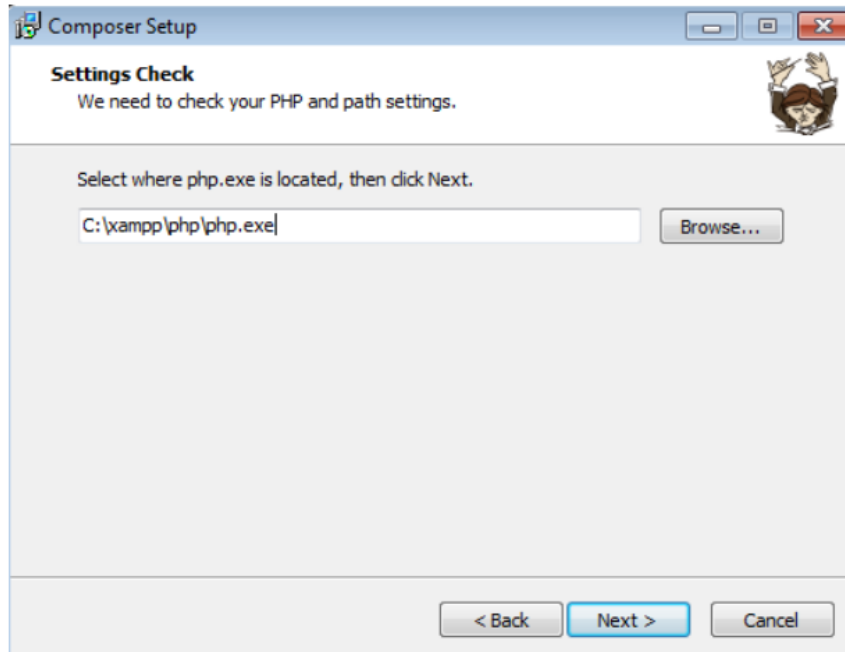 Composer Setup
Settings Check
We need to check your PHP and path settings.
Select where php.exe is located, then click Next.
C:\xampp\php\php.exe
Browse...
< Back
Next >
Cancel